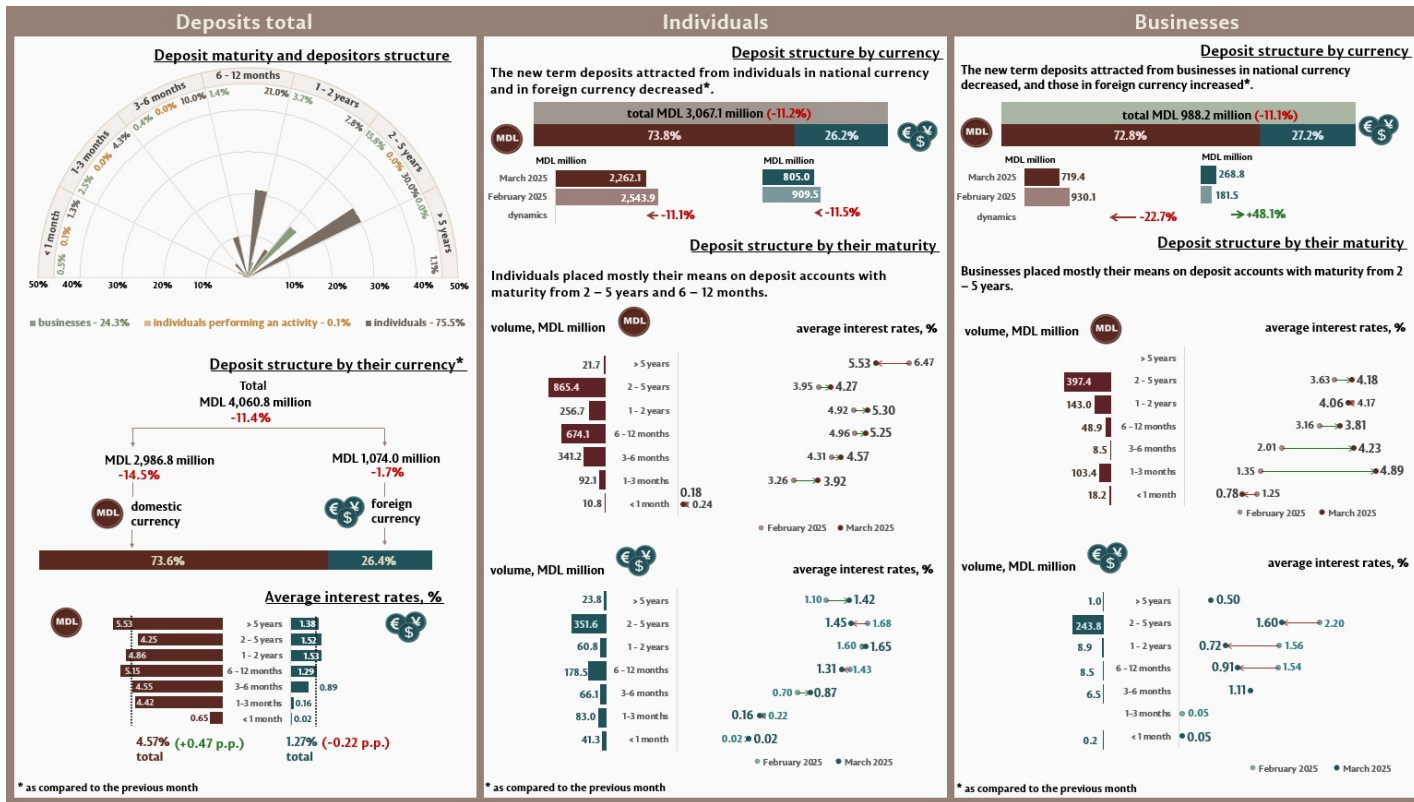 Deposits total
Deposit maturity and depositors structure
6 - 12 months
3-6 months
1 - 2 years
1-3 months
2 - 5 years
< 1 month
> 5 years
0.5%
0.1%
1.3%
2.5%
0.0%
4.3%
0.4%
0.0%
10.0%
1.4%
21.0%
3.7%
7.8%
15.8%
0.0%
30.0%
0.0%
1.1%
50% 40% 30% 20% 10% 10% 20% 30% 40% 50%
businesses - 24.3% individuals performing an activity - 0.1% individuals - 75.5%
Deposit structure by their currency*
Total
MDL 4,060.8 million
-11.4%
MDL 2,986.8 million MDL 1,074.0 million
-14.5% -1.7%
MDL domestic currency
€ ¥ $ foreign currency
73.6% 26.4%
Average interest rates, %
MDL € ¥ $
5.53 > 5 years 1.38
4.25 2 - 5 years 1.52
4.86 1 - 2 years 1.53
5.15 6 - 12 months 1.29
4.55 3-6 months 0.89
4.42 1-3 months 0.16
0.65 < 1 month 0.02
4.57% (+0.47 p.p.) 1.27% (-0.22 p.p.)
total total
* as compared to the previous month
Individuals
Deposit structure by currency
The new term deposits attracted from individuals in national currency
and in foreign currency decreased*.
total MDL 3,067.1 million (-11.2%)
MDL 73.8% 26.2% € ¥ $
MDL million MDL million
March 2025 2,262.1 805.0
February 2025 2,543.9 909.5
dynamics -11.1% -11.5%
Deposit structure by their maturity
Individuals placed mostly their means on deposit accounts with
maturity from 2 – 5 years and 6 – 12 months.
volume, MDL million MDL average interest rates, %
21.7 > 5 years 5.53 6.47
865.4 2 - 5 years 3.95 4.27
256.7 1 - 2 years 4.92 5.30
674.1 6 - 12 months 4.96 5.25
341.2 3-6 months 4.31 4.57
92.1 1-3 months 3.26 3.92
10.8 < 1 month 0.18 0.24
February 2025 March 2025
volume, MDL million € ¥ $ average interest rates, %
23.8 > 5 years 1.10 1.42
351.6 2 - 5 years 1.45 1.68
60.8 1 - 2 years 1.60 1.65
178.5 6 - 12 months 1.31 1.43
66.1 3-6 months 0.70 0.87
83.0 1-3 months 0.16 0.22
41.3 < 1 month 0.02 0.02
February 2025 March 2025
* as compared to the previous month
Businesses
Deposit structure by currency
The new term deposits attracted from businesses in national currency
decreased, and those in foreign currency increased*.
total MDL 988.2 million (-11.1%)
MDL 72.8% 27.2% € ¥ $
MDL million MDL million
March 2025 719.4 268.8
February 2025 930.1 181.5
dynamics -22.7% +48.1%
Deposit structure by their maturity
Businesses placed mostly their means on deposit accounts with maturity from 2
– 5 years.
volume, MDL million MDL average interest rates, %
> 5 years
397.4 2 - 5 years 3.63 4.18
143.0 1 - 2 years 4.06 4.17
48.9 6 - 12 months 3.16 3.81
8.5 3-6 months 2.01 4.23
103.4 1-3 months 1.35 4.89
18.2 < 1 month 0.78 1.25
February 2025 March 2025
volume, MDL million € ¥ $ average interest rates, %
1.0 > 5 years 0.50
243.8 2 - 5 years 1.60 2.20
8.9 1 - 2 years 0.72 1.56
8.5 6 - 12 months 0.91 1.54
6.5 3-6 months 1.11
1-3 months 0.05
0.2 < 1 month 0.05
February 2025 March 2025
* as compared to the previous month